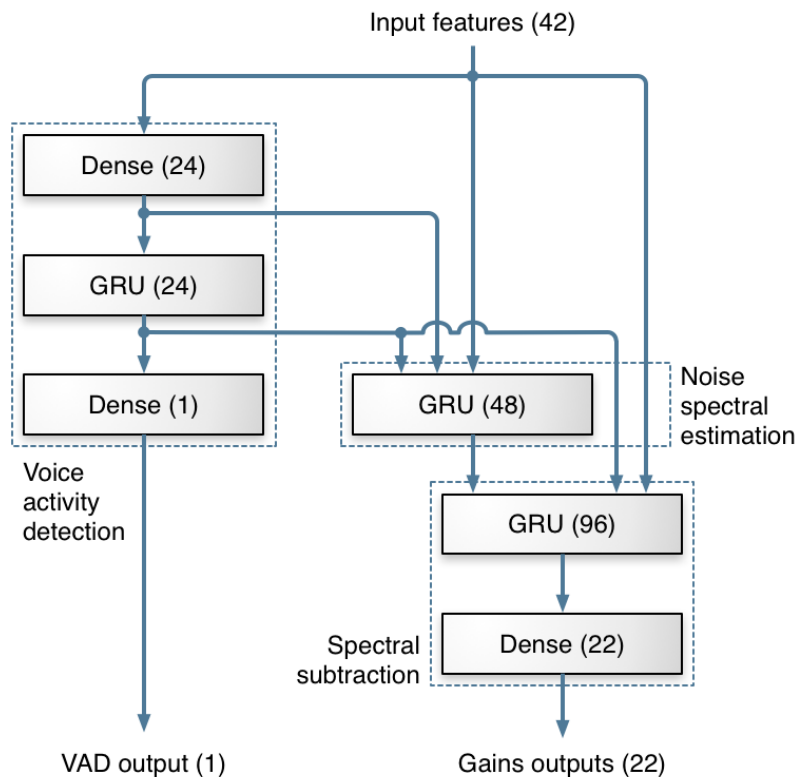 Input features (42)
Dense (24)
GRU (24)
Dense (1)
Voice
activity
detection
GRU (48)
Noise
spectral
estimation
GRU (96)
Dense (22)
Spectral
subtraction
VAD output (1)
Gains outputs (22)